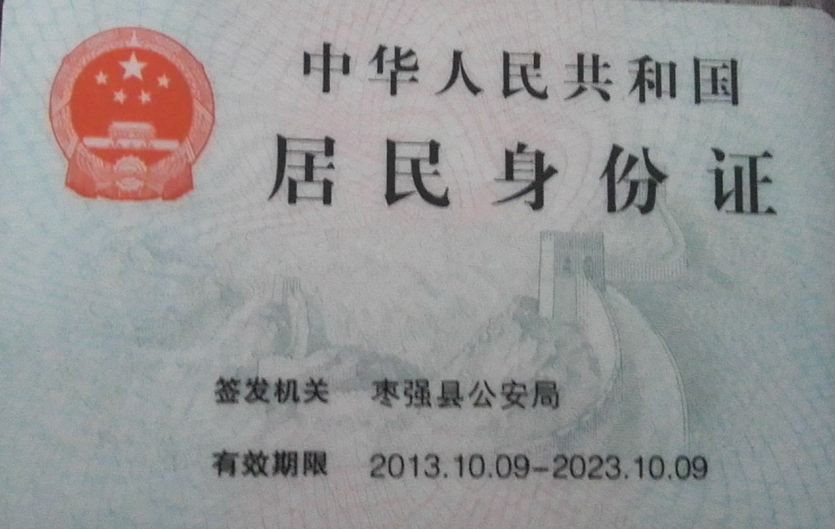 中华人民共和国
居民身份证
签发机关 枣强县公安局
有效期限 2013.10.09-2023.10.09